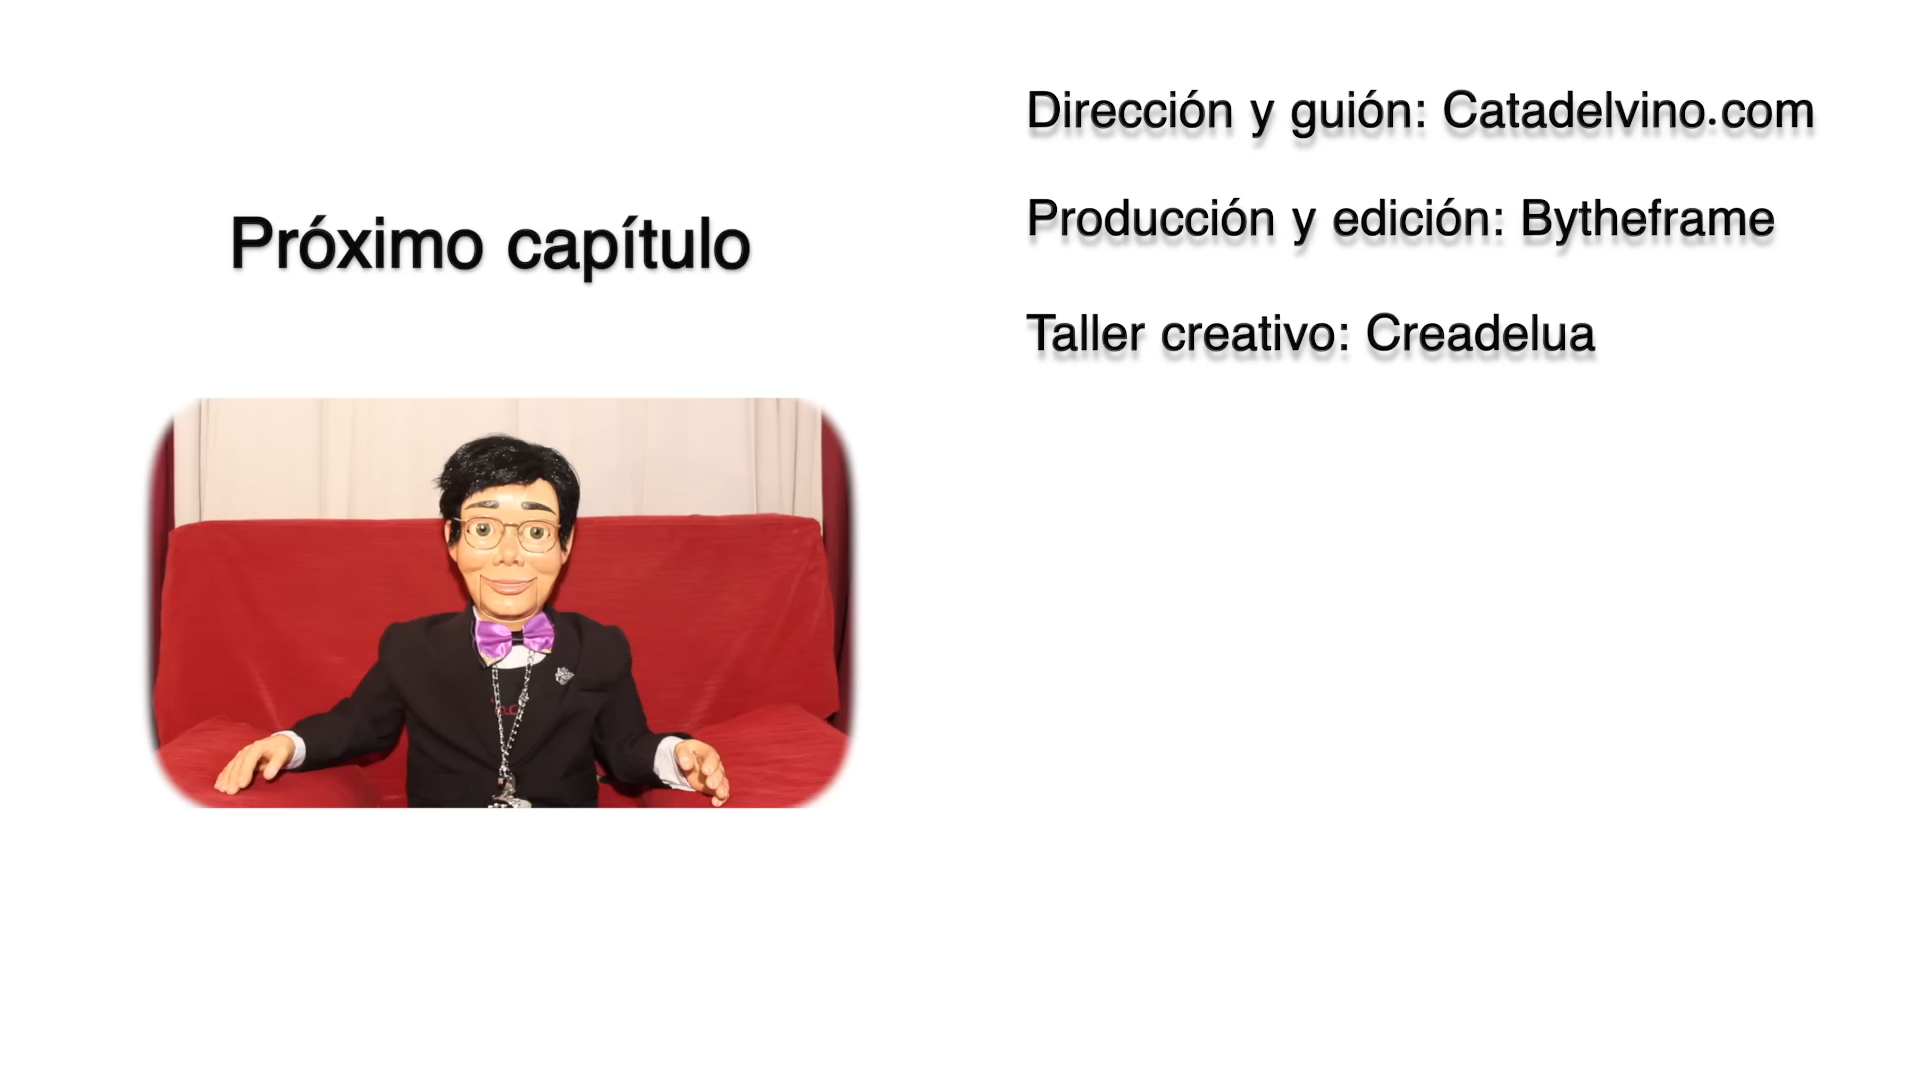 Próximo capítulo
Dirección y guión: Catadelvino.com
Producción y edición: Bytheframe
Taller creativo: Creadelua